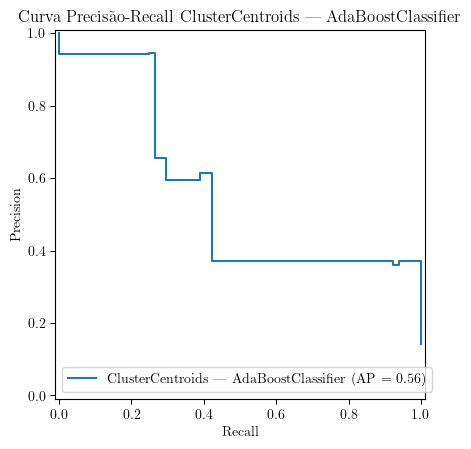 Curva Precisão-Recall ClusterCentroids — AdaBoostClassifier
1.0
0.8
0.6
0.4
0.2
0.0
Precision
ClusterCentroids — AdaBoostClassifier (AP = 0.56)
0.0 0.2 0.4 0.6 0.8 1.0
Recall